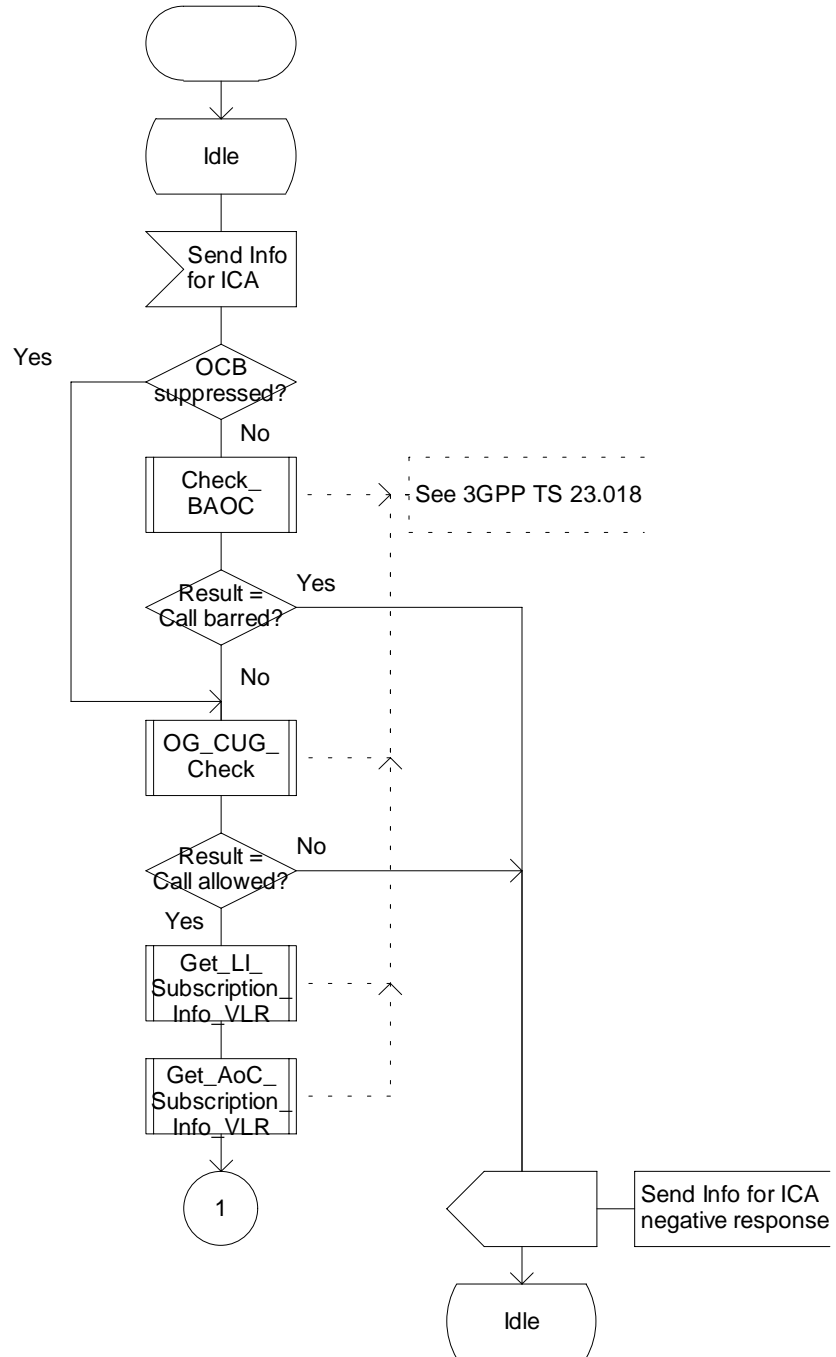 Idle
Send Info
for ICA
Yes
OCB
suppressed?
No
Check_
BAOC
See 3GPP TS 23.018
Result =
Call barred?
Yes
No
OG_CUG_
Check
Result =
Call allowed?
No
Yes
Get_LI_
Subscription_
Info_VLR
Get_AoC_
Subscription_
Info_VLR
1
Send Info for ICA
negative response
Idle